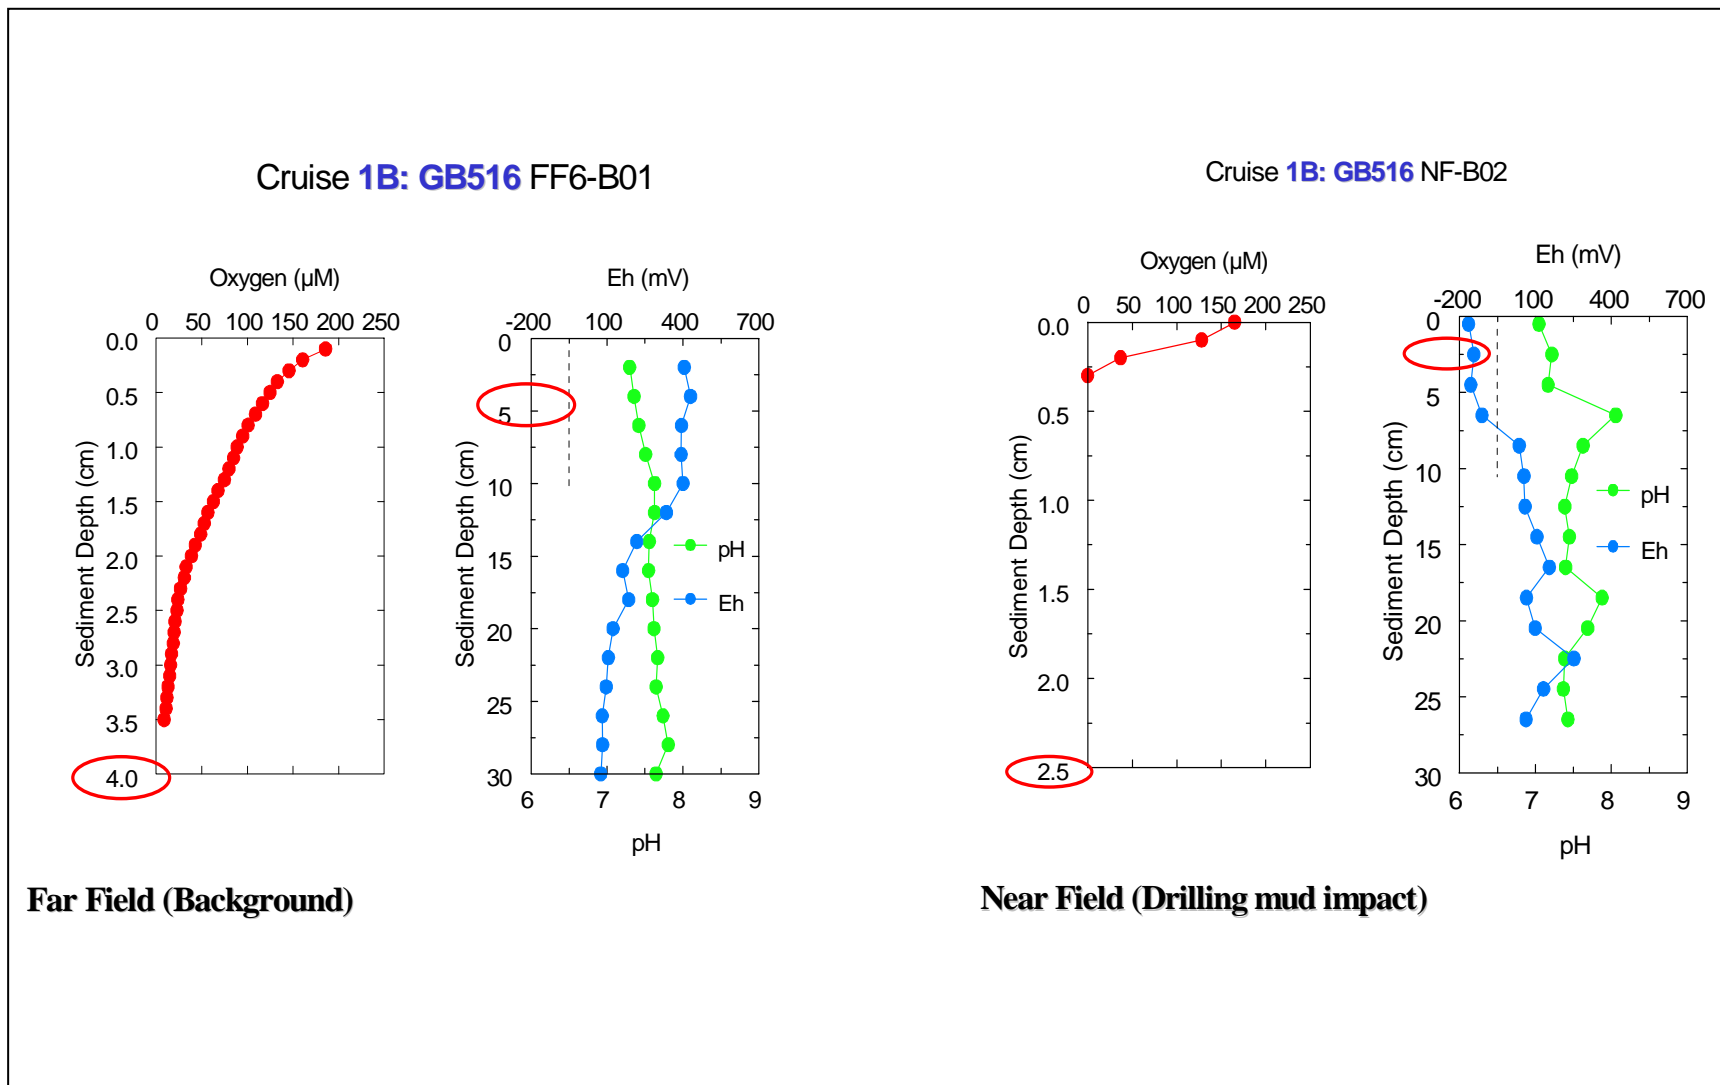 Cruise 1B: GB516 FF6-B01
Cruise 1B: GB516 NF-B02
Oxygen (µM)
0 50 100 150 200 250
0.0
0.5
1.0
1.5
2.0
2.5
3.0
3.5
4.0
Sediment Depth (cm)
Eh (mV)
-200 100 400 700
0
5
10
15
20
25
30
Sediment Depth (cm)
pH
Eh
6 7 8 9
pH
Oxygen (µM)
0 50 100 150 200 250
0.0
0.5
1.0
1.5
2.0
2.5
Sediment Depth (cm)
Eh (mV)
-200 100 400 700
0
5
10
15
20
25
30
Sediment Depth (cm)
pH
Eh
6 7 8 9
pH
Far Field (Background)
Near Field (Drilling mud impact)